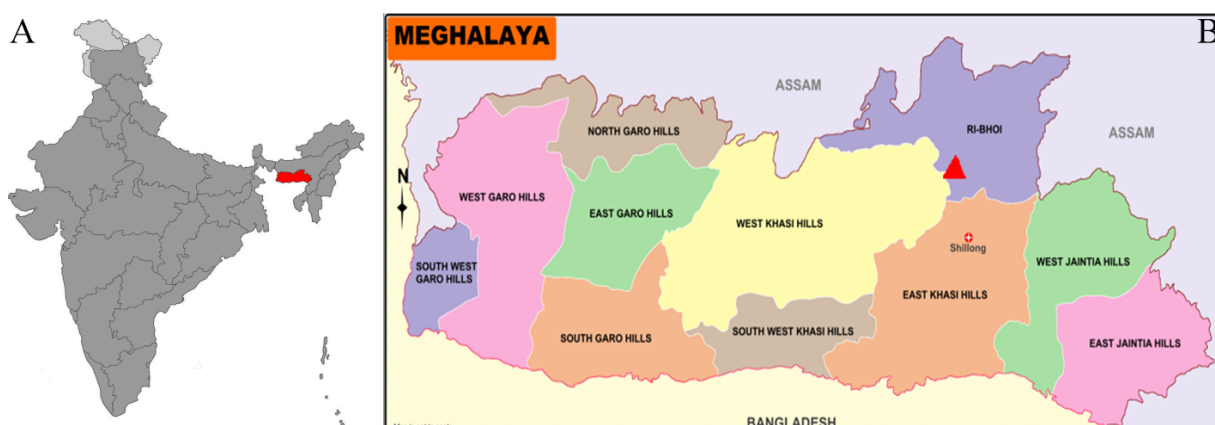 A
MEGHALAYA
B
ASSAM
NORTH GARO HILLS
RI-BHOI
ASSAM
N
WEST GARO HILLS
EAST GARO HILLS
WEST KHASI HILLS
Shillong
SOUTH WEST
GARO HILLS
WEST JAINTIA HILLS
EAST KHASI HILLS
SOUTH GARO HILLS
SOUTH WEST KHASI HILLS
EAST JAINTIA HILLS
BANGLADESH